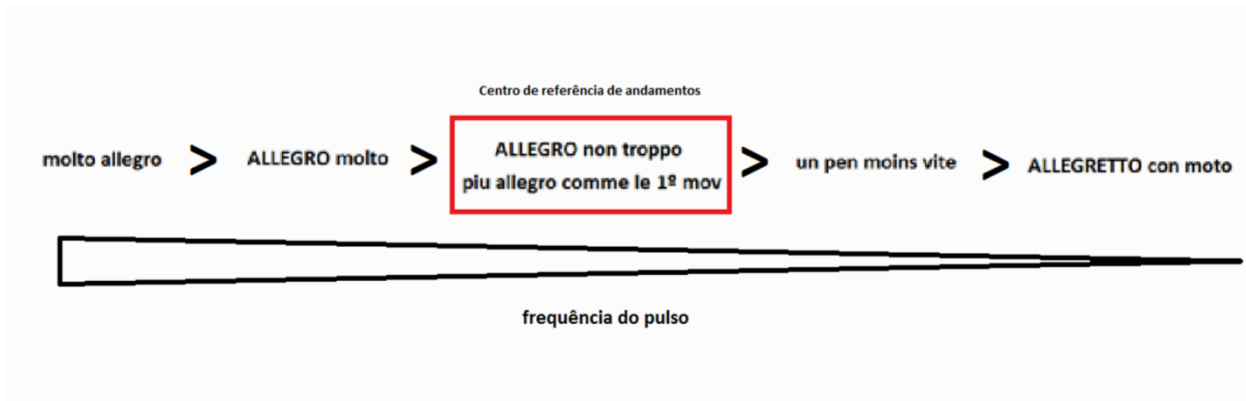 Centro de referência de andamentos
molto allegro > ALLEGRO molto > ALLEGRO non troppo > un pen moins vite > ALLEGRETTO con moto
piu allegro comme le 1º mov
frequência do pulso